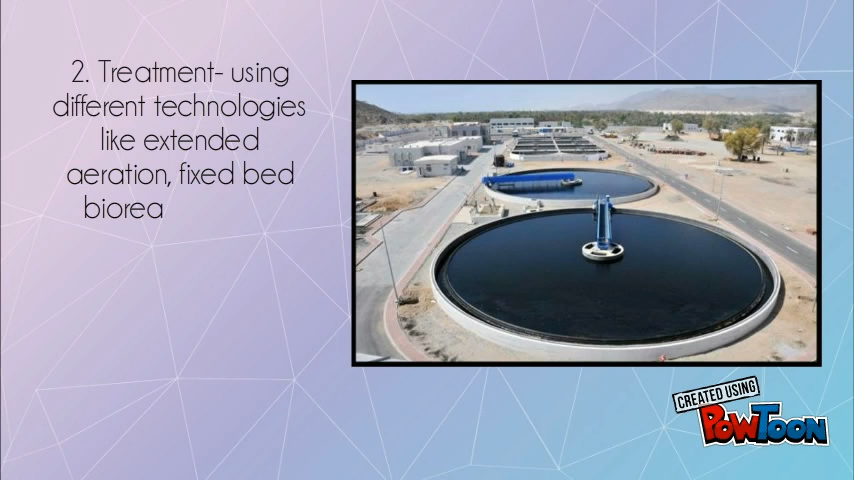 2. Treatment- using
different technologies
like extended
aeration, fixed bed
biorea
CREATED USING
POWTOON